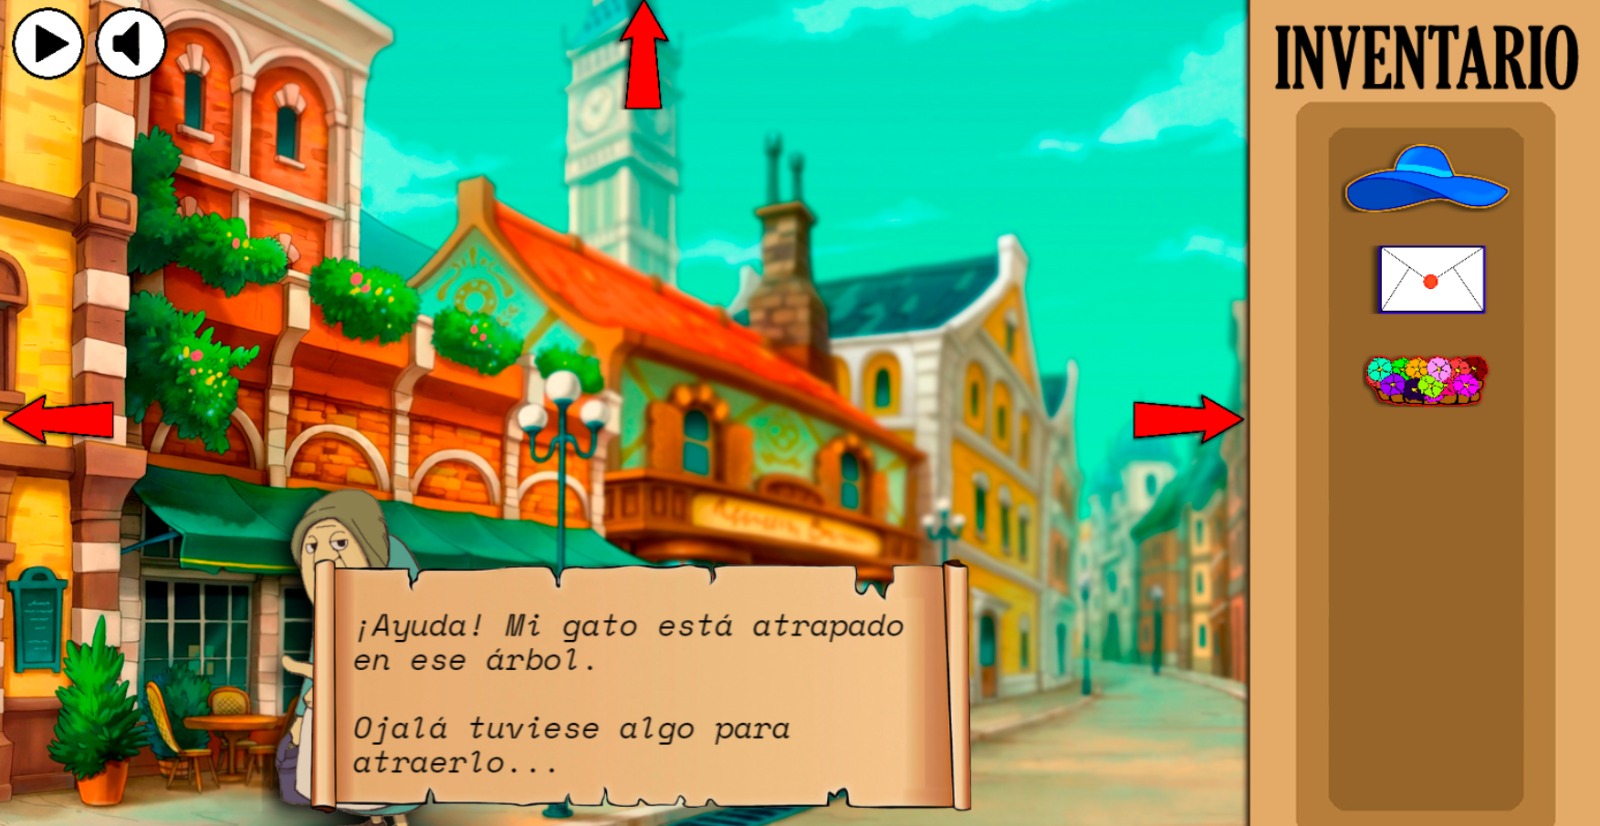 INVENTARIO
¡Ayuda! Mi gato está atrapado
en ese árbol.
Ojalá tuviese algo para
atraerlo...